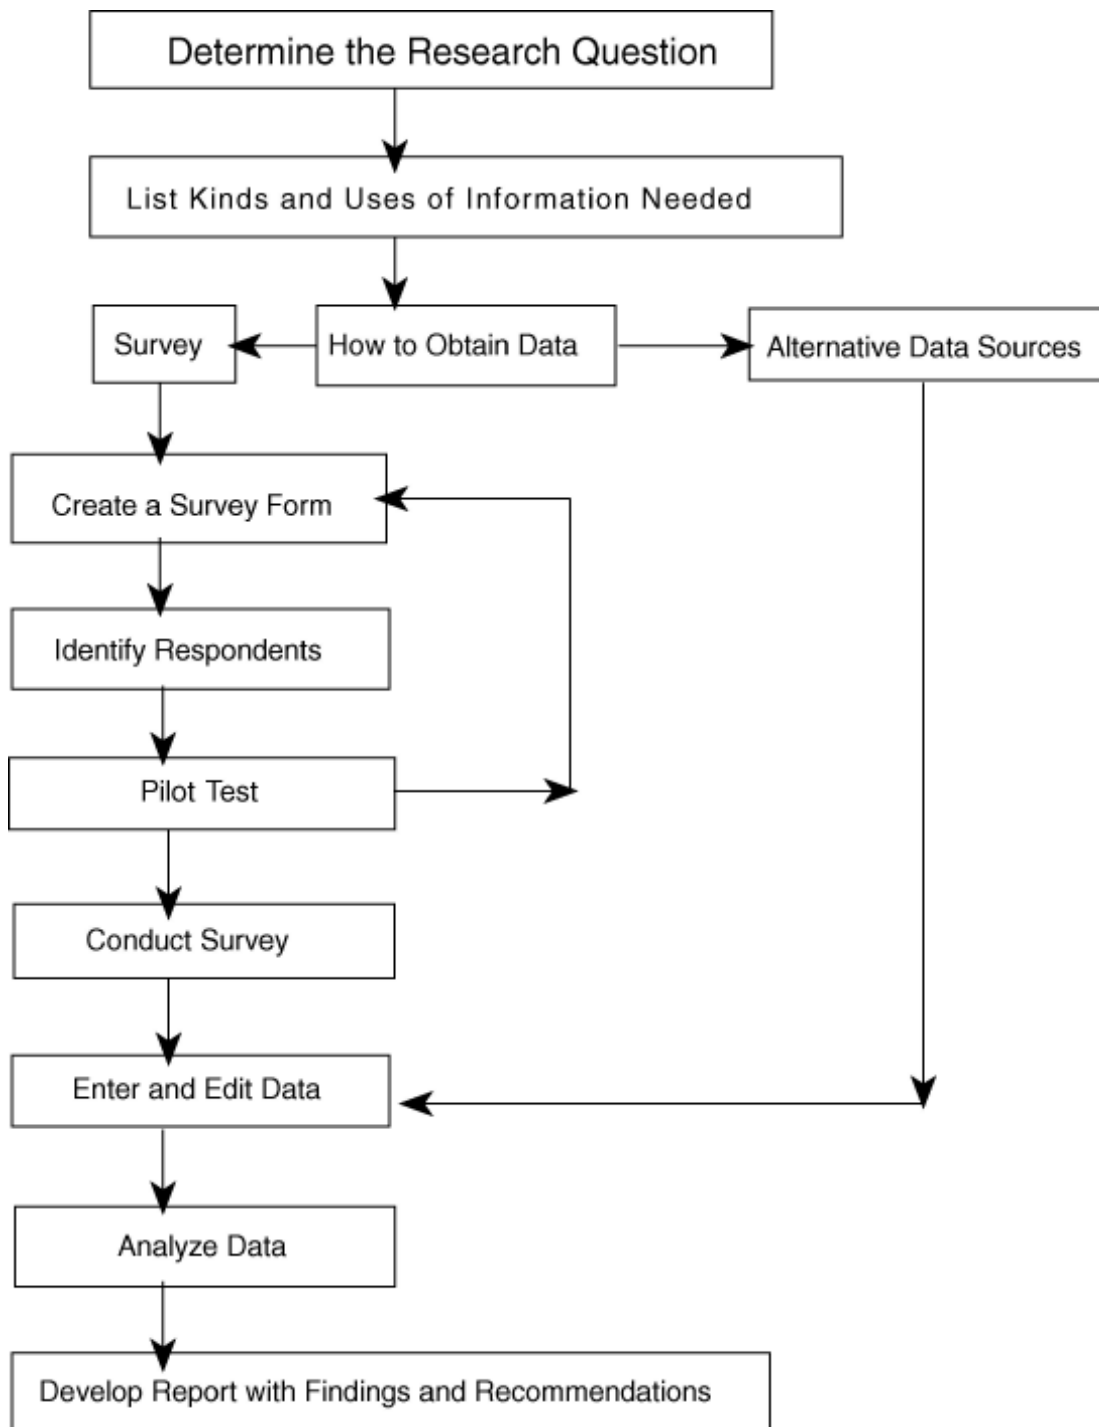 Determine the Research Question
List Kinds and Uses of Information Needed
Survey
How to Obtain Data
Alternative Data Sources
Create a Survey Form
Identify Respondents
Pilot Test
Conduct Survey
Enter and Edit Data
Analyze Data
Develop Report with Findings and Recommendations